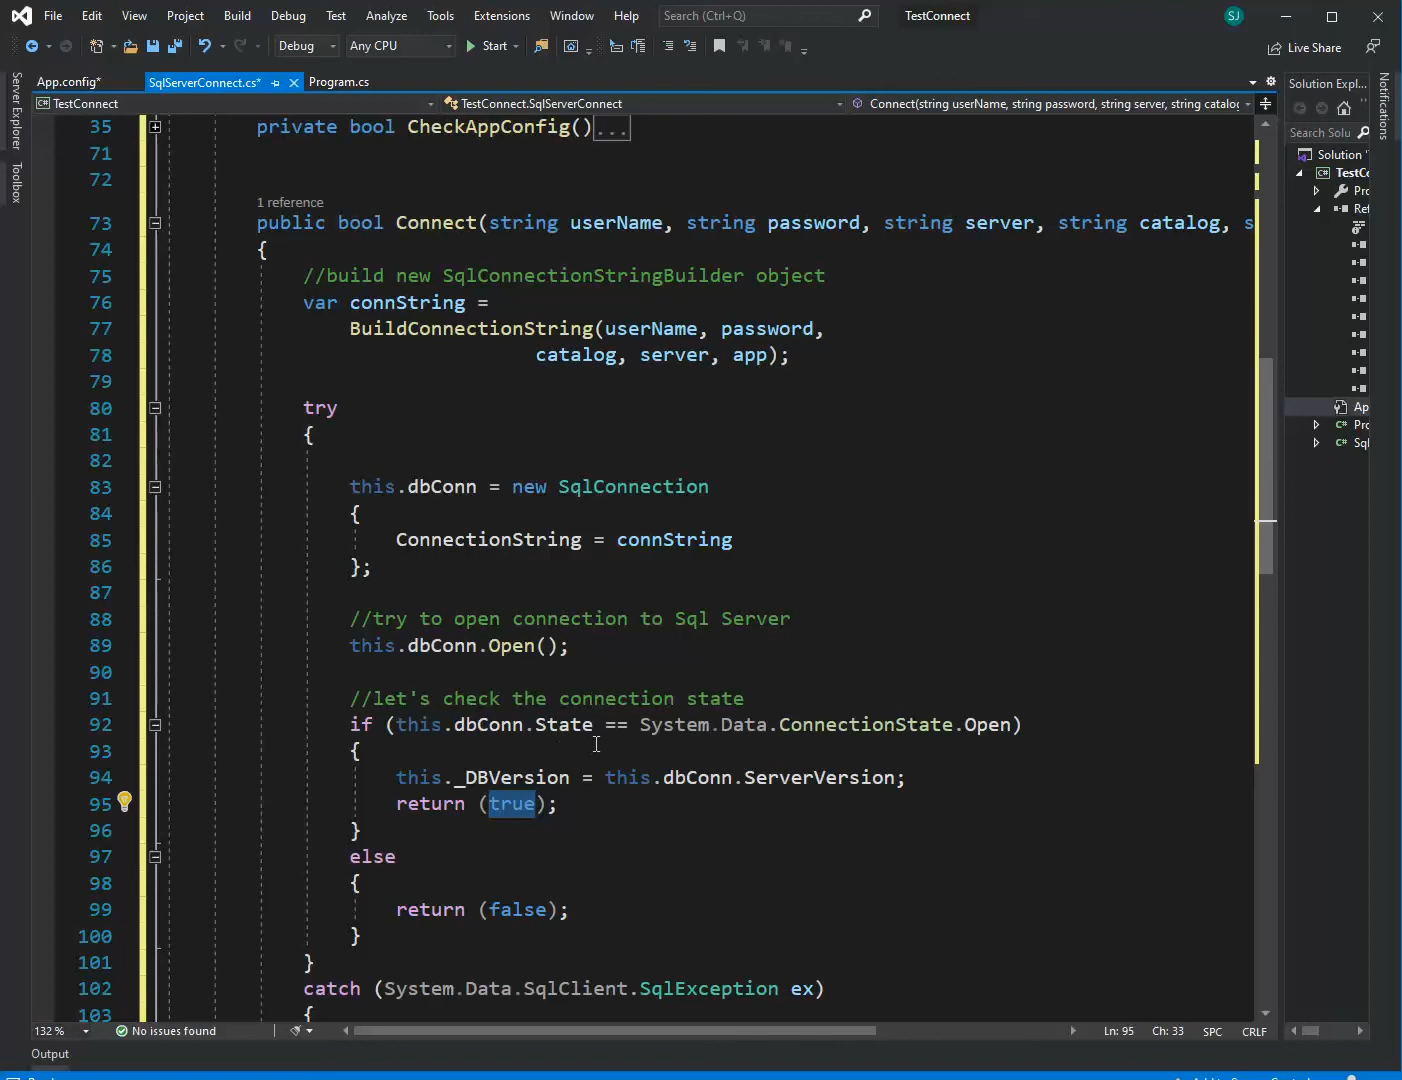 File Edit View Project Build Debug Test Analyze Tools Extensions Window Help Search (Ctrl+Q) TestConnect SJ
Debug Any CPU Start Live Share
Server Explorer
Toolbox
App.config* SqlServerConnect.cs* Program.cs
TestConnect TestConnect.SqlServerConnect Connect(string userName, string password, string server, string catalog
35 private bool CheckAppConfig()...
71
72
1 reference
73 public bool Connect(string userName, string password, string server, string catalog, s
74 {
75 //build new SqlConnectionStringBuilder object
76 var connString =
77 BuildConnectionString(userName, password,
78 catalog, server, app);
79
80 try
81 {
82
83 this.dbConn = new SqlConnection
84 {
85 ConnectionString = connString
86 };
87
88 //try to open connection to Sql Server
89 this.dbConn.Open();
90
91 //let's check the connection state
92 if (this.dbConn.State == System.Data.ConnectionState.Open)
93 {
94 this._DBVersion = this.dbConn.ServerVersion;
95 return (true);
96 }
97 else
98 {
99 return (false);
100 }
101 }
102 catch (System.Data.SqlClient.SqlException ex)
103 {
132 % No issues found Ln: 95 Ch: 33 SPC CRLF
Output
Solution Expl...
Search Solu
Solution '
TestCo
Pro
Ref
Ap
Pro
Sql
Notifications